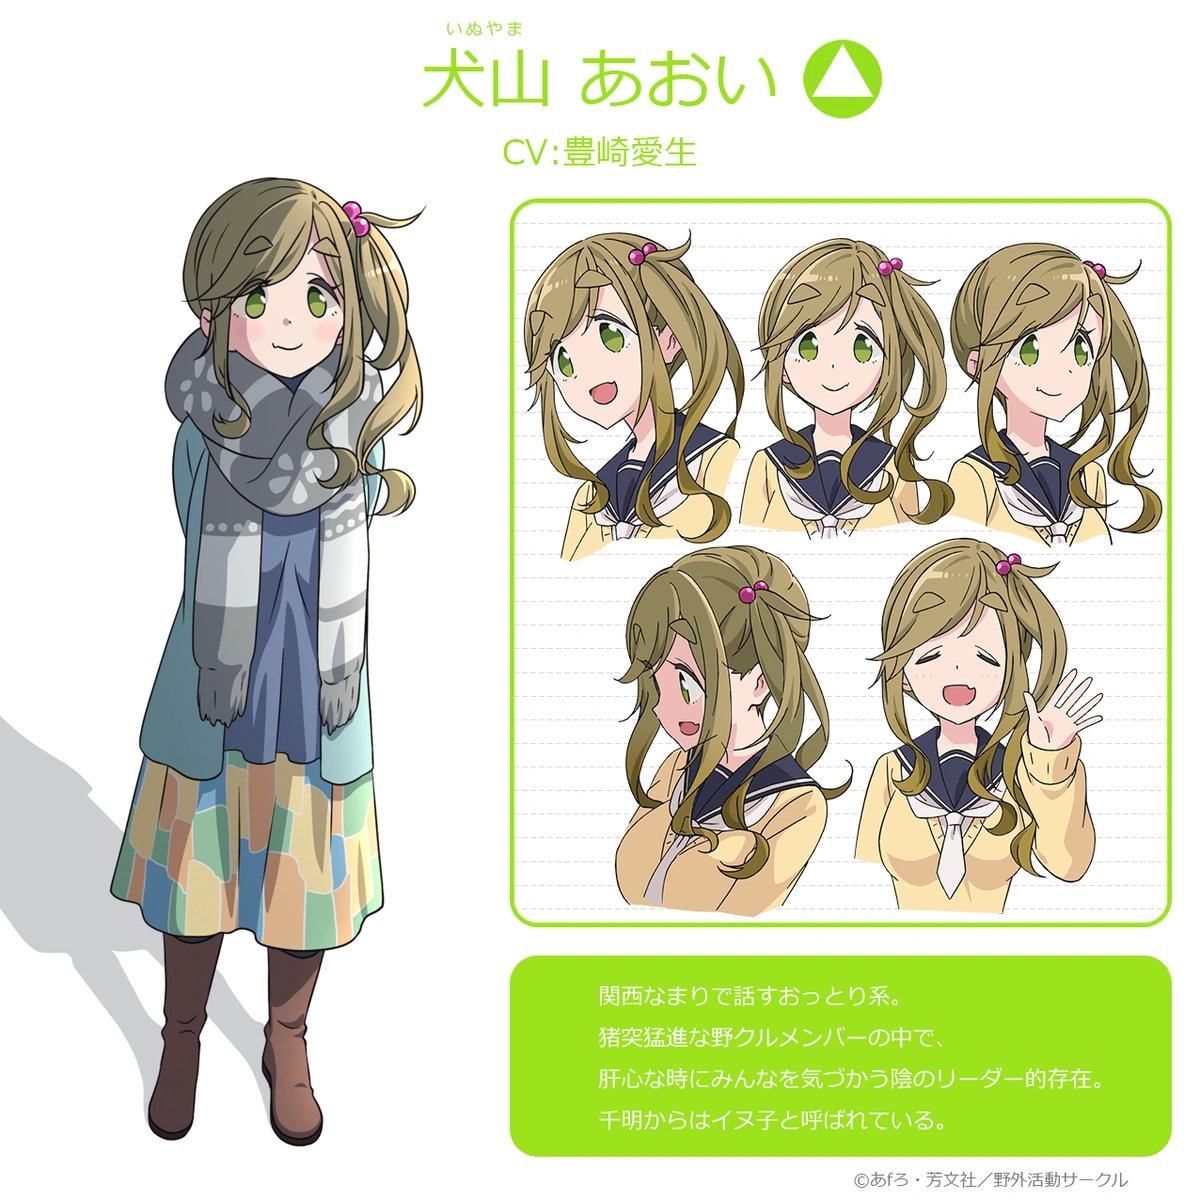 いぬやま
犬山 あおい
CV:豊崎愛生
関西なまりで話すおっとり系。
猪突猛進な野クルメンバーの中で、
肝心な時にみんなを気づかう陰のリーダー的存在。
千明からはイヌ子と呼ばれている。
©あfろ・芳文社／野外活動サークル